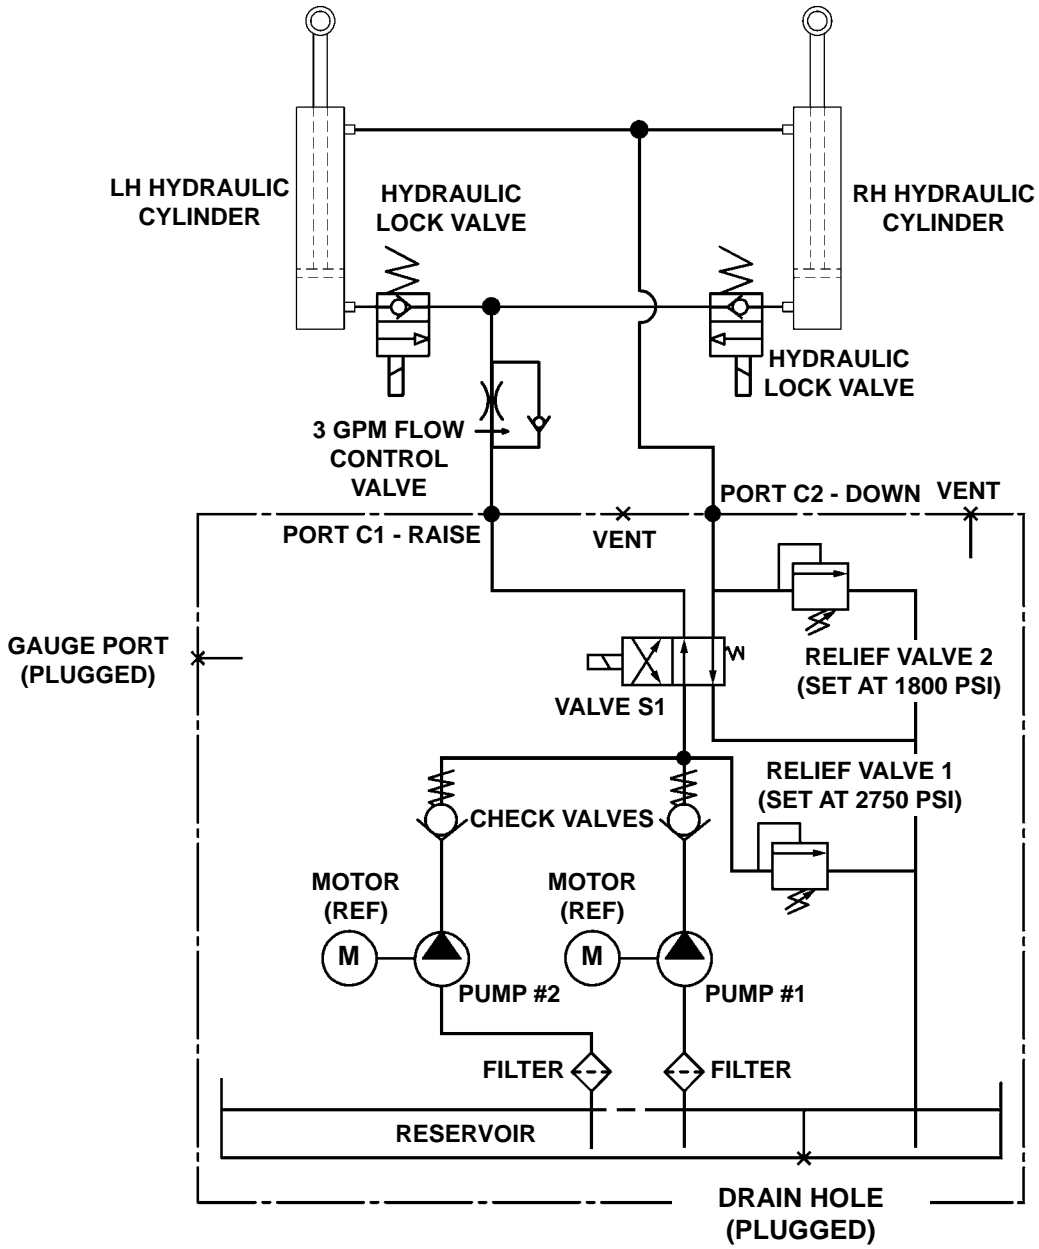 LH HYDRAULIC
CYLINDER
HYDRAULIC
LOCK VALVE
RH HYDRAULIC
CYLINDER
HYDRAULIC
LOCK VALVE
3 GPM FLOW
CONTROL
VALVE
PORT C2 - DOWN
VENT
PORT C1 - RAISE
VENT
GAUGE PORT
(PLUGGED)
RELIEF VALVE 2
(SET AT 1800 PSI)
VALVE S1
RELIEF VALVE 1
(SET AT 2750 PSI)
CHECK VALVES
MOTOR
(REF)
MOTOR
(REF)
M
M
PUMP #2
PUMP #1
FILTER
FILTER
RESERVOIR
DRAIN HOLE
(PLUGGED)